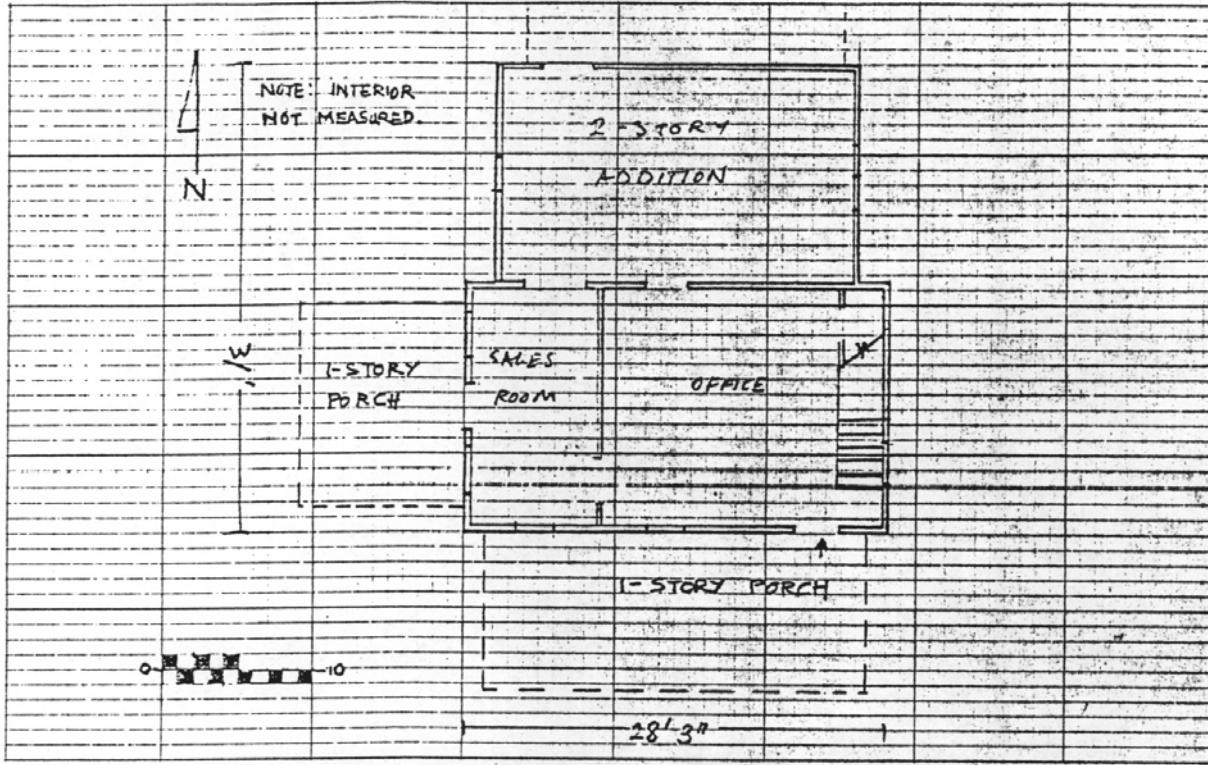 NOTE: INTERIOR
NOT MEASURED.
N
2-STORY
ADDITION
1-STORY
PORCH
SALES
ROOM
OFFICE
1-STORY PORCH
0
10
28'3"